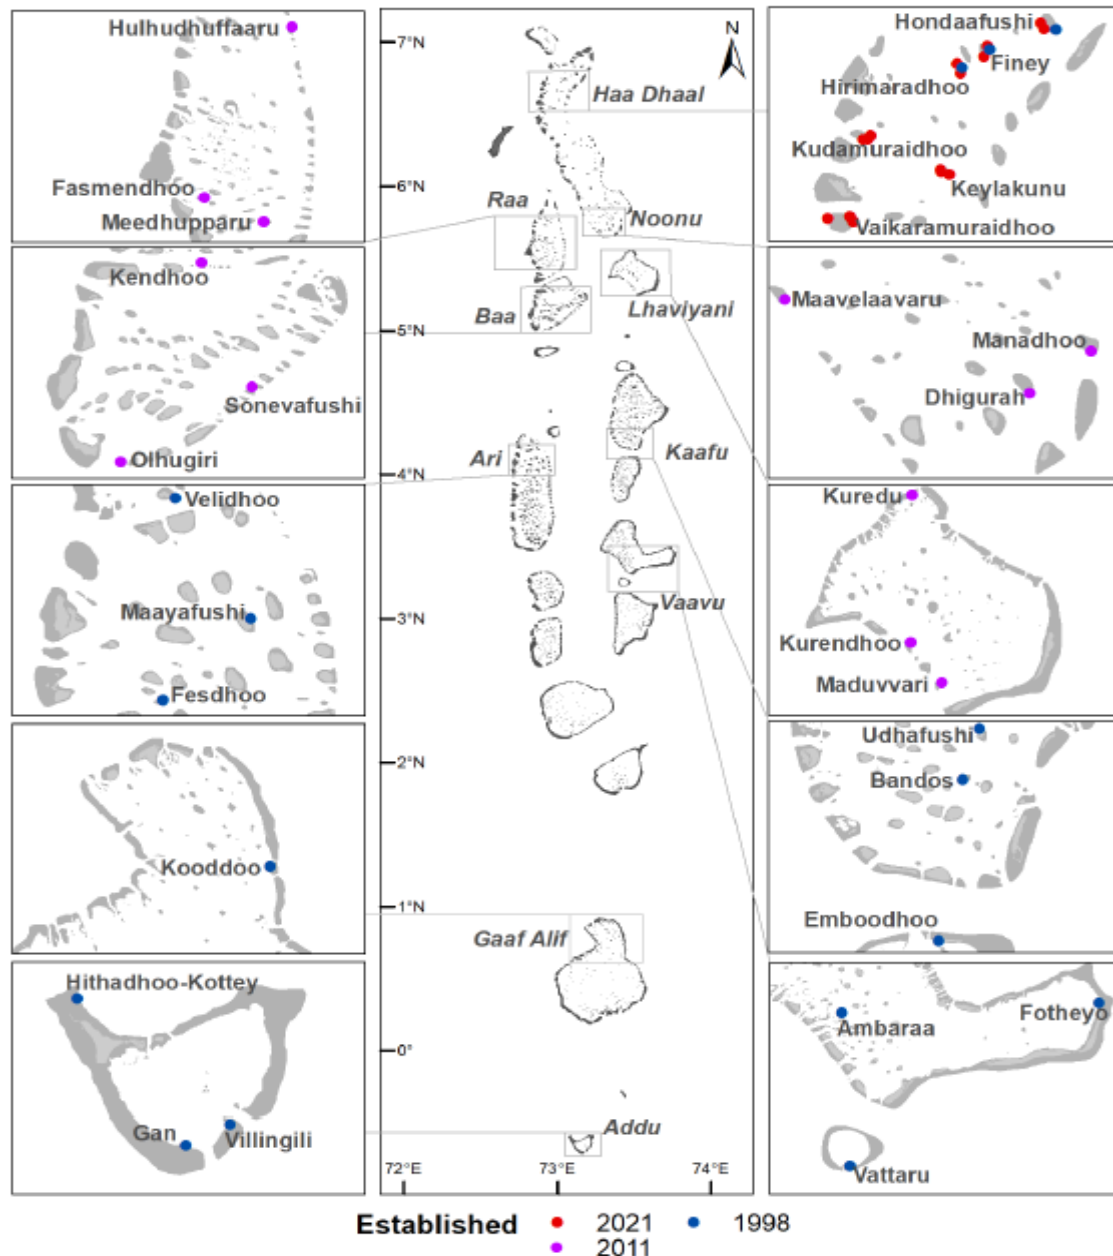 Hulhudhuffaaru
Fasmendhoo
Meedhupparu
Kendhoo
Sonevafushi
Olhugiri
Velidhoo
Maayafushi
Fesdhoo
Kooddoo
Hithadhoo-Kottey
Gan
Villingili
N
7°N
6°N
5°N
4°N
3°N
2°N
1°N
0°
72°E
73°E
74°E
Haa Dhaal
Raa
Noonu
Lhaviyani
Baa
Ari
Kaafu
Vaavu
Gaaf Alif
Addu
Hondaafushi
Finey
Hirimaradhoo
Kudamuraidhoo
Keylakunu
Vaikaramuraidhoo
Maavelaavaru
Manadhoo
Dhigurah
Kuredu
Kurendhoo
Maduvvari
Udhafushi
Bandos
Emboodhoo
Ambaraa
Fotheyo
Vattaru
Established
2021
1998
2011